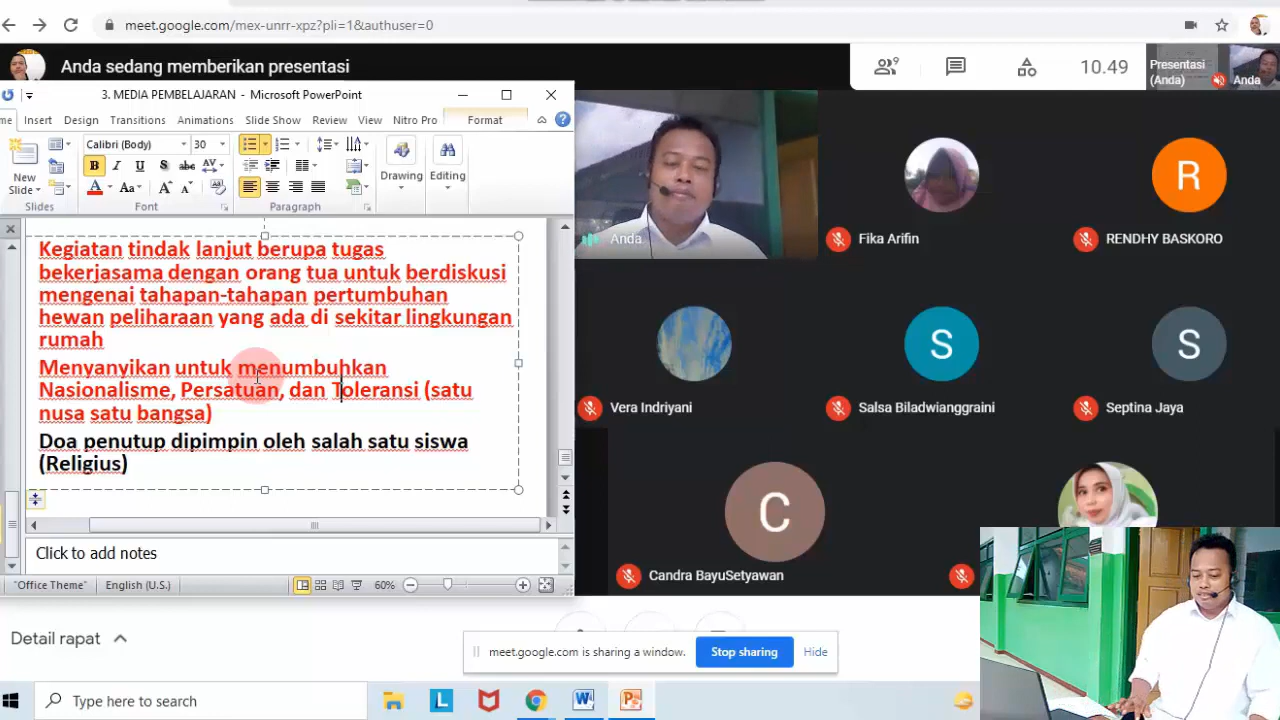 meet.google.com/mex-unrr-xpz?pli=1&authuser=0
Anda sedang memberikan presentasi
9
10.49
Presentasi
(Anda)
Anda
3. MEDIA PEMBELAJARAN - Microsoft PowerPoint
me Insert Design Transitions Animations Slide Show Review View Nitro Pro Format
New
Slide
Slides
Calibri (Body) 30
B I U S abc AV
A Aa A A
Font
Paragraph
Drawing
Editing
Kegiatan tindak lanjut berupa tugas
bekerjasama dengan orang tua untuk berdiskusi
mengenai tahapan-tahapan pertumbuhan
hewan peliharaan yang ada di sekitar lingkungan
rumah
Menyanyikan untuk menumbuhkan
Nasionalisme, Persatuan, dan Toleransi (satu
nusa satu bangsa)
Doa penutup dipimpin oleh salah satu siswa
(Religius)
Click to add notes
"Office Theme" English (U.S.) 60%
Anda
Fika Arifin
R
RENDHY BASKORO
Vera Indriyani
S
Salsa Biladwianggraini
S
Septina Jaya
C
Candra BayuSetyawan
Detail rapat
meet.google.com is sharing a window. Stop sharing Hide
Type here to search
L
W
P